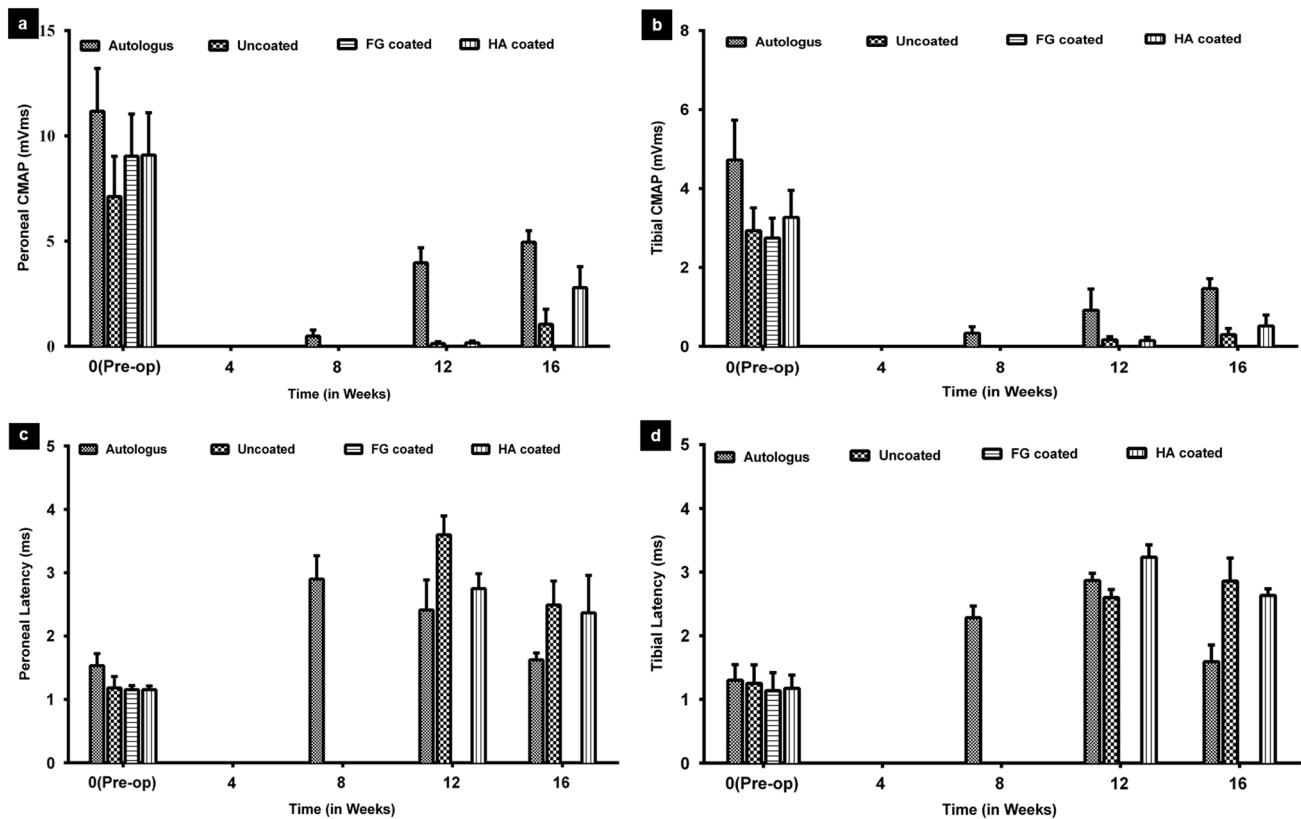 a
15
10
5
0
Peroneal CMAP (mVms)
Autologus Uncoated FG coated HA coated
0(Pre-op) 4 8 12 16
Time (in Weeks)
b
8
6
4
2
0
Tibial CMAP (mVms)
Autologus Uncoated FG coated HA coated
0(Pre-op) 4 8 12 16
Time (in Weeks)
c
5
4
3
2
1
0
Peroneal Latency (ms)
Autologus Uncoated FG coated HA coated
0(Pre-op) 4 8 12 16
Time (in Weeks)
d
5
4
3
2
1
0
Tibial Latency (ms)
Autologus Uncoated FG coated HA coated
0(Pre-op) 4 8 12 16
Time (in Weeks)